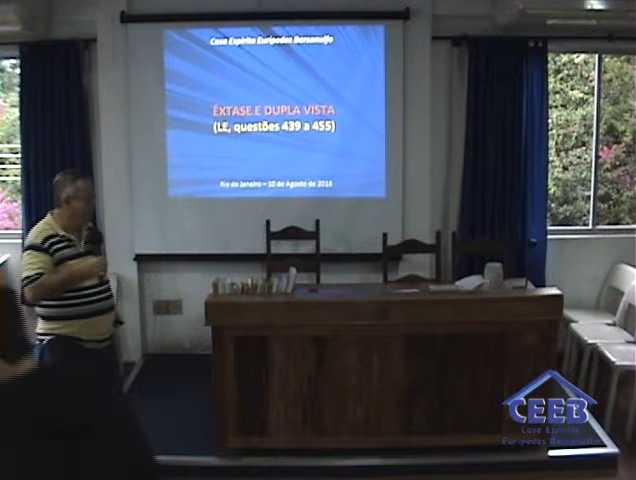 Casa Espírita Eurípedes Barsanulfo
ÊXTASE E DUPLA VISTA
(LE, questões 439 a 455)
Rio de Janeiro – 10 de Agosto de 2016
CEEB
Casa Espírita
Eurípedes Barsanulfo